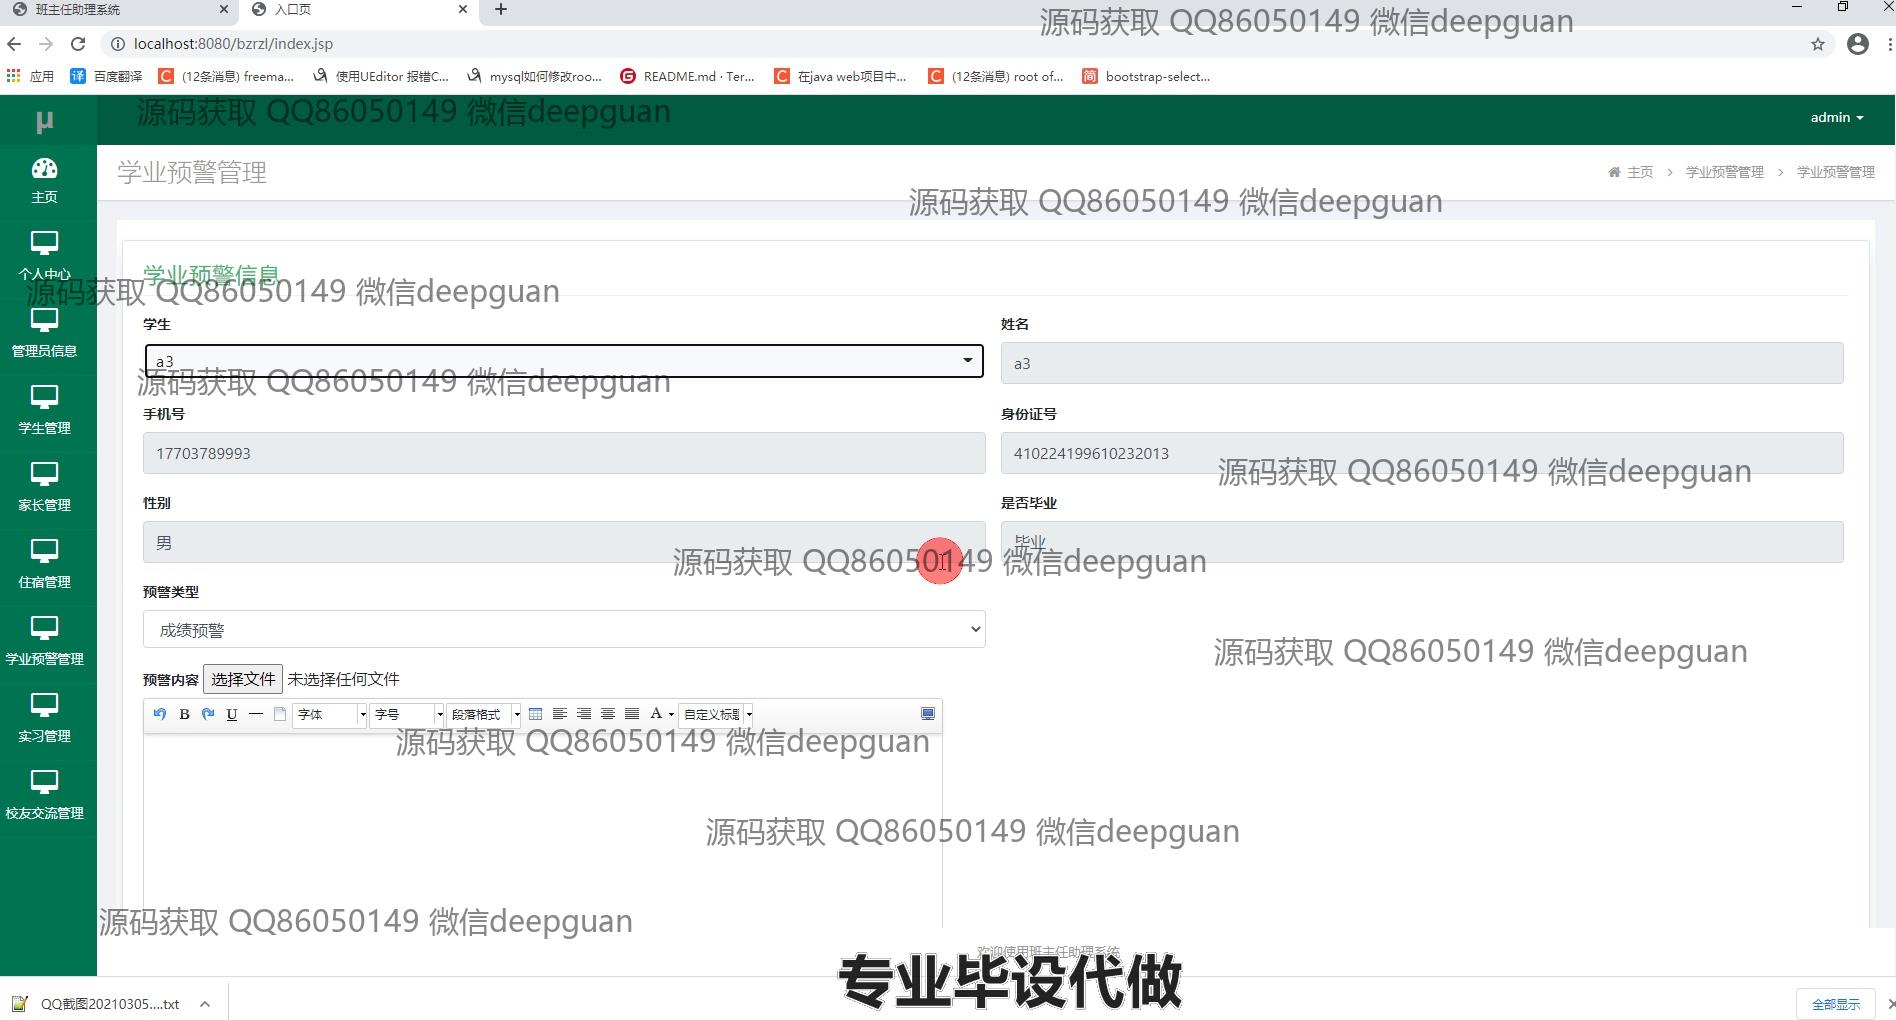 班主任助理系统
入口页
源码获取 QQ86050149 微信deepguan
localhost:8080/bzrzl/index.jsp
应用
百度翻译
(12条消息) freema...
使用UEditor 报错C...
mysql如何修改roo...
README.md · Ter...
在java web项目中...
(12条消息) root of...
bootstrap-select...
µ
源码获取 QQ86050149 微信deepguan
admin
主页
学业预警管理
主页 > 学业预警管理 > 学业预警管理
源码获取 QQ86050149 微信deepguan
个人中心
学业预警信息
源码获取 QQ86050149 微信deepguan
管理员信息
学生
姓名
a3
a3
源码获取 QQ86050149 微信deepguan
学生管理
手机号
身份证号
17703789993
410224199610232013
源码获取 QQ86050149 微信deepguan
家长管理
性别
是否毕业
男
毕业
源码获取 QQ86050149 微信deepguan
住宿管理
预警类型
成绩预警
源码获取 QQ86050149 微信deepguan
学业预警管理
预警内容 选择文件 未选择任何文件
B U 字体 字号 段落格式 A 自定义标题
源码获取 QQ86050149 微信deepguan
实习管理
校友交流管理
源码获取 QQ86050149 微信deepguan
源码获取 QQ86050149 微信deepguan
欢迎使用班主任助理系统
专业毕设代做
QQ截图20210305....txt
全部显示